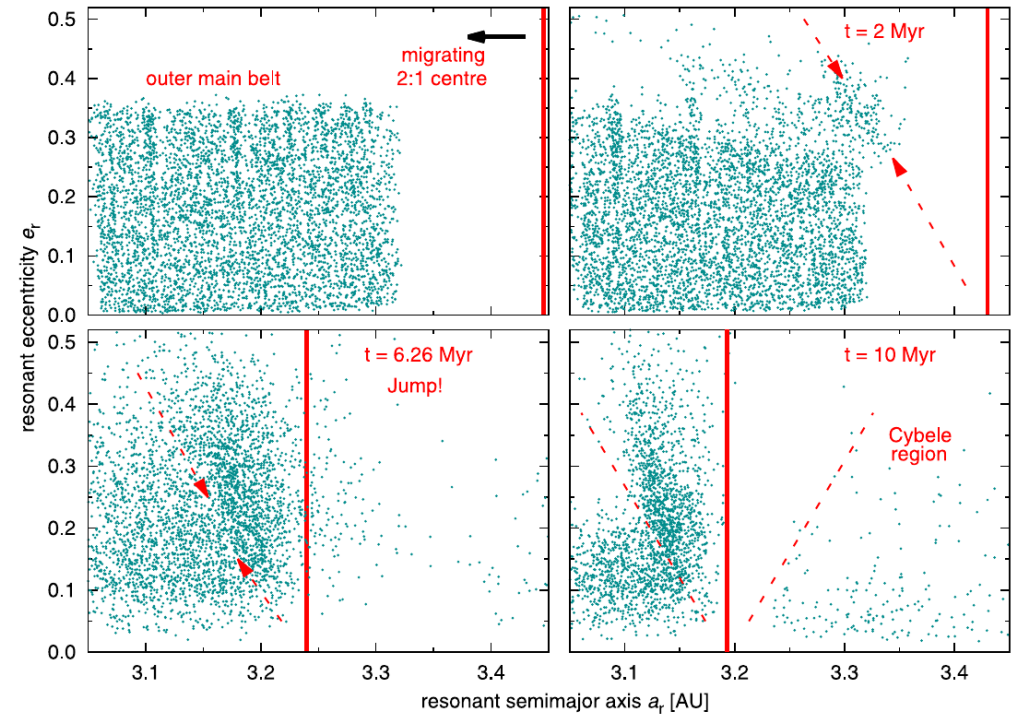 0.5
0.4
0.3
0.2
0.1
0.0
outer main belt
migrating
2:1 centre
t = 2 Myr
0.5
0.4
0.3
0.2
0.1
0.0
t = 6.26 Myr
Jump!
t = 10 Myr
Cybele
region
3.1
3.2
3.3
3.4
3.1
3.2
3.3
3.4
resonant eccentricity er
resonant semimajor axis ar [AU]